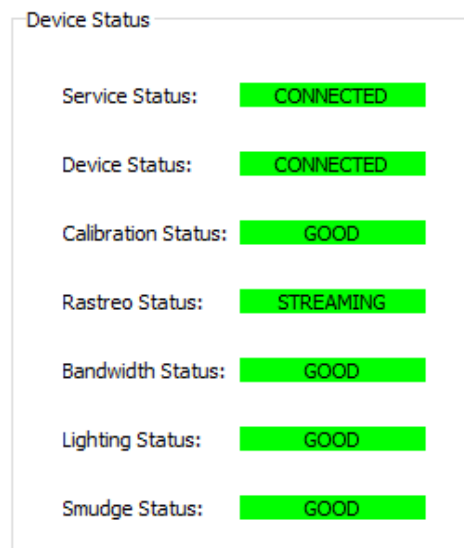 Device Status
Service Status: CONNECTED
Device Status: CONNECTED
Calibration Status: GOOD
Rastreo Status: STREAMING
Bandwidth Status: GOOD
Lighting Status: GOOD
Smudge Status: GOOD